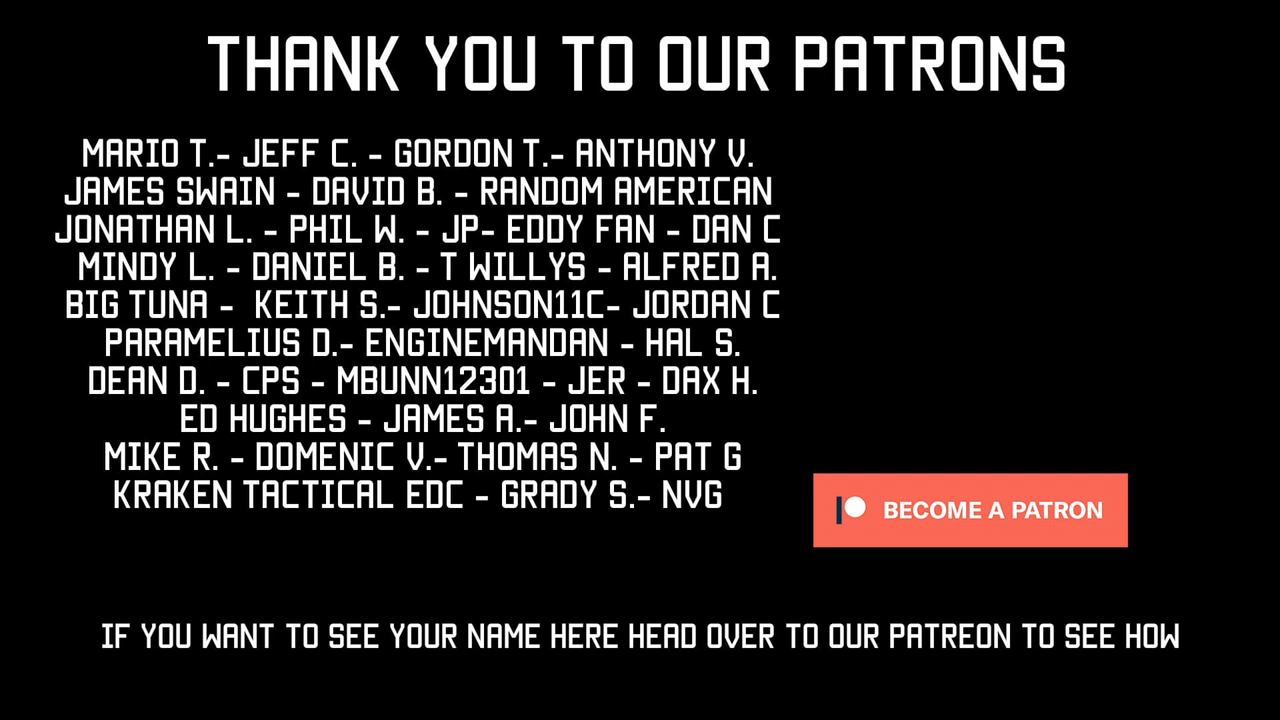 THANK YOU TO OUR PATRONS
MARIO T.- JEFF C. - GORDON T.- ANTHONY V.
JAMES SWAIN - DAVID B. - RANDOM AMERICAN
JONATHAN L. - PHIL W. - JP- EDDY FAN - DAN C
MINDY L. - DANIEL B. - T WILLYS - ALFRED A.
BIG TUNA -  KEITH S.- JOHNSON11C- JORDAN C
PARAMELIUS D.- ENGINEMANDAN - HAL S.
DEAN D. - CPS - MBUNN12301 - JER - DAX H.
ED HUGHES - JAMES A.- JOHN F.
MIKE R. - DOMENIC V.- THOMAS N. - PAT G
KRAKEN TACTICAL EDC - GRADY S.- NVG
BECOME A PATRON
IF YOU WANT TO SEE YOUR NAME HERE HEAD OVER TO OUR PATREON TO SEE HOW